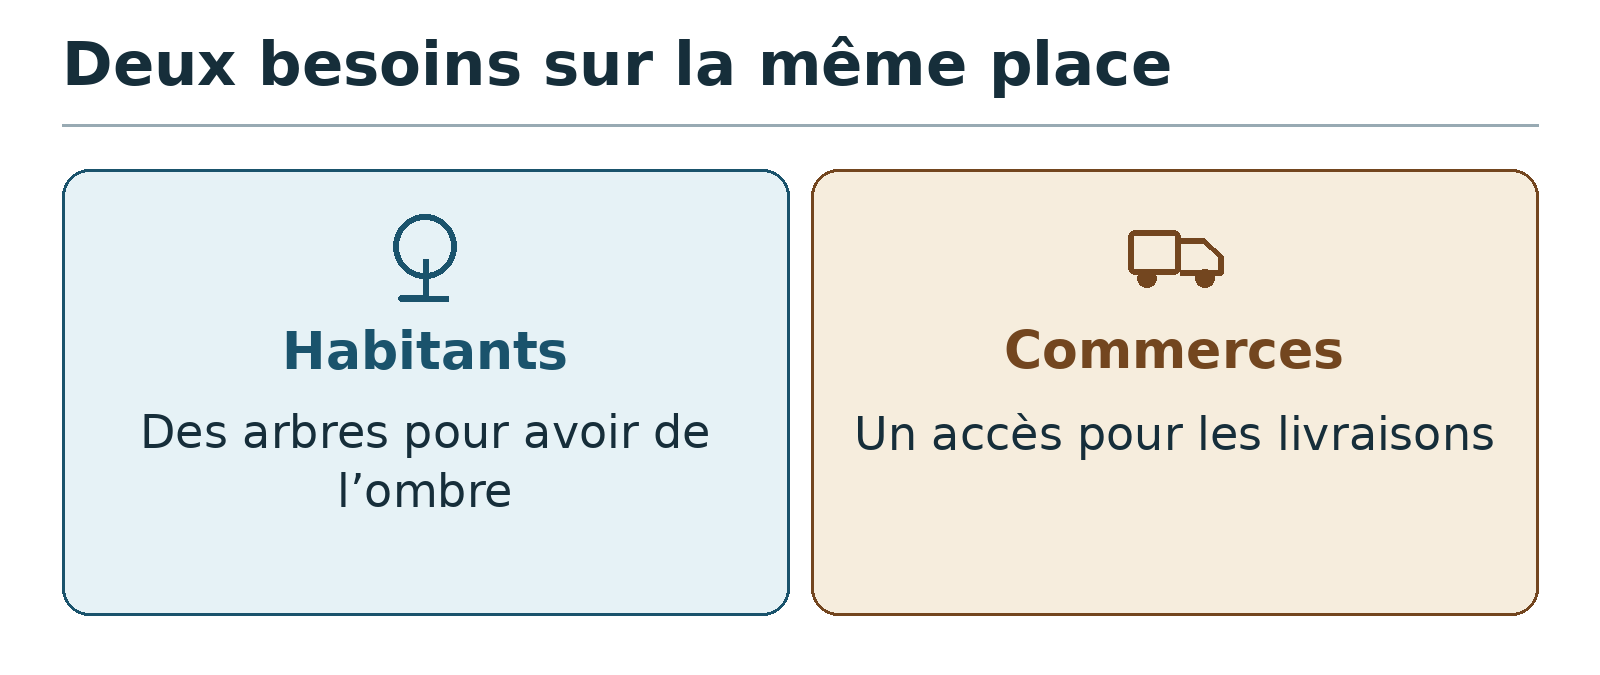 Deux besoins sur la même place
Habitants
Des arbres pour avoir de
l’ombre
Commerces
Un accès pour les livraisons